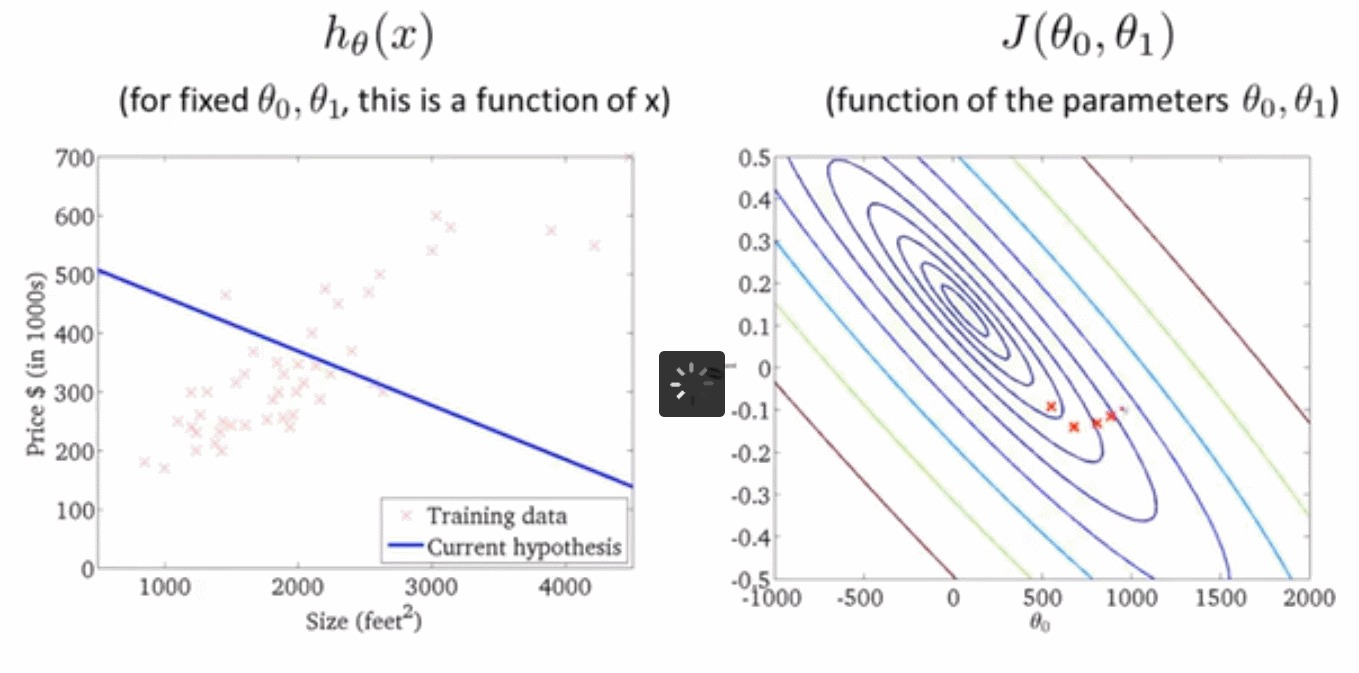 h_θ(x)
(for fixed θ₀, θ₁, this is a function of x)
700
600
500
400
300
200
100
0
Price $ (in 1000s)
1000 2000 3000 4000
Size (feet²)
Training data
Current hypothesis
J(θ₀, θ₁)
(function of the parameters θ₀, θ₁)
0.5
0.4
0.3
0.2
0.1
0
-0.1
-0.2
-0.3
-0.4
-0.5
-1000 -500 0 500 1000 1500 2000
θ₀